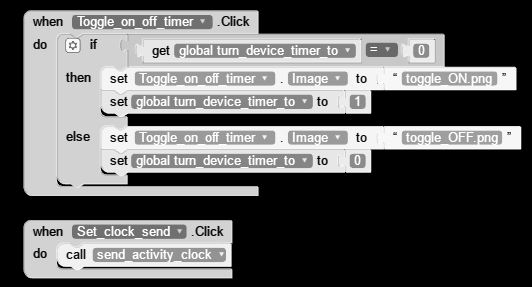 when Toggle_on_off_timer .Click
do if get global turn_device_timer_to = 0
then set Toggle_on_off_timer . Image to " toggle_ON.png "
set global turn_device_timer_to to 1
else set Toggle_on_off_timer . Image to " toggle_OFF.png "
set global turn_device_timer_to to 0
when Set_clock_send .Click
do call send_activity_clock